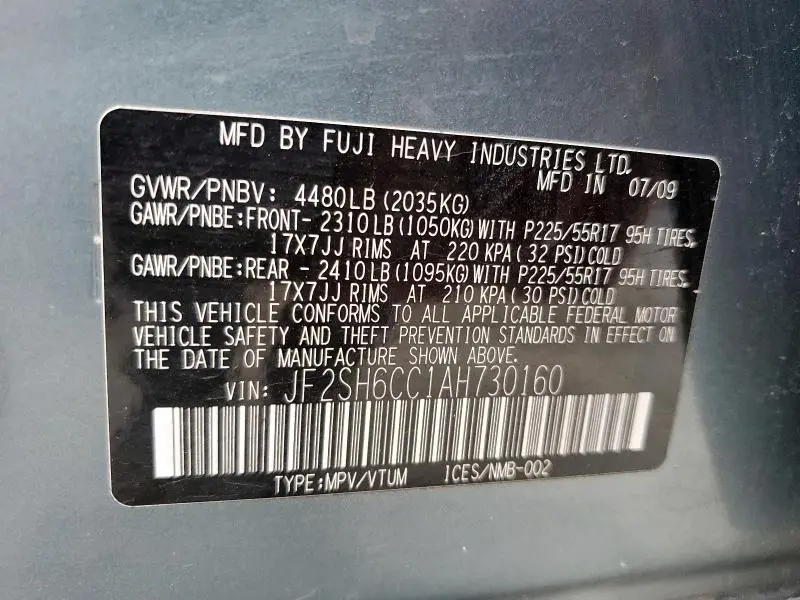 MFD BY FUJI HEAVY INDUSTRIES LTD.
MFD IN 07/09
GVWR/PNBV: 4480LB (2035KG)
GAWR/PNBE:FRONT- 2310LB (1050KG) WITH P225/55R17 95H TIRES,
17X7JJ RIMS AT 220 KPA ( 32 PSI) COLD
GAWR/PNBE:REAR - 2410LB (1095KG) WITH P225/55R17 95H TIRES,
17X7JJ RIMS AT 210 KPA ( 30 PSI) COLD
THIS VEHICLE CONFORMS TO ALL APPLICABLE FEDERAL MOTOR
VEHICLE SAFETY AND THEFT PREVENTION STANDARDS IN EFFECT ON
THE DATE OF MANUFACTURE SHOWN ABOVE.
VIN: JF2SH6CC1AH730160
TYPE:MPV/VTUM ICES/NMB-002